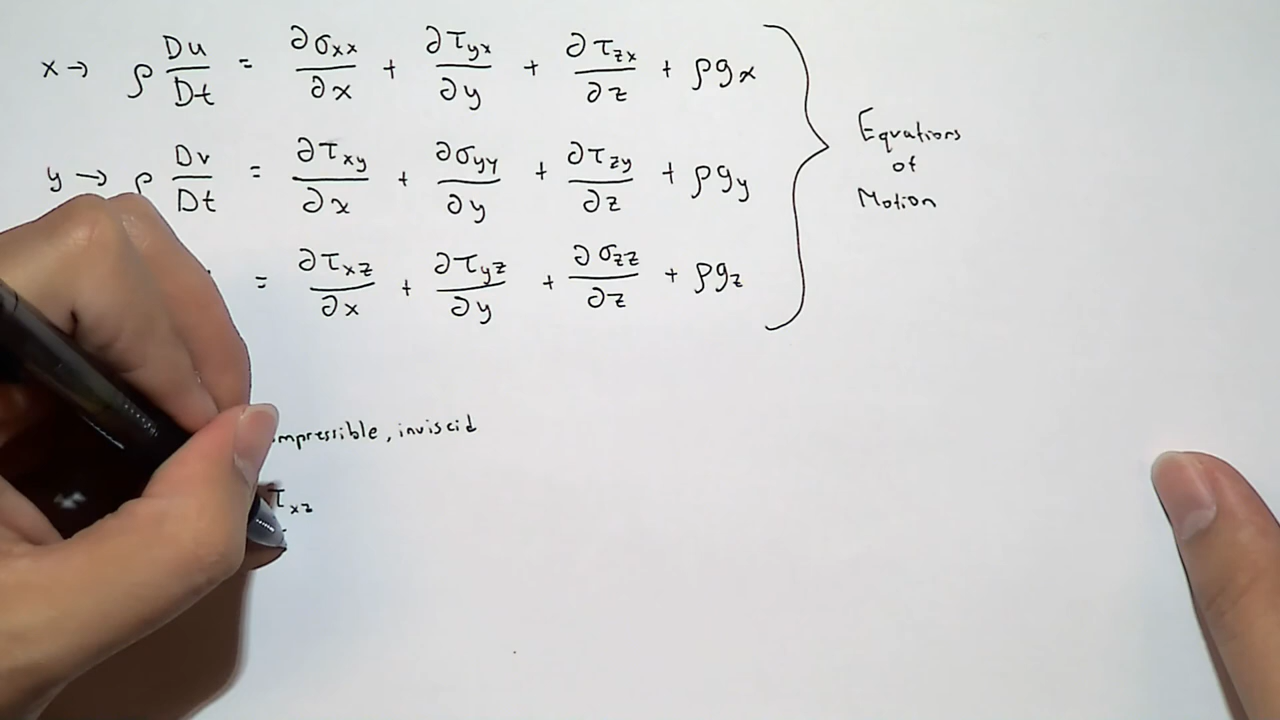 x → ρ Du/Dt = ∂σxx/∂x + ∂τyx/∂y + ∂τzx/∂z + ρgx
y → ρ Dv/Dt = ∂τxy/∂x + ∂σyy/∂y + ∂τzy/∂z + ρgy
= ∂τxz/∂x + ∂τyz/∂y + ∂σzz/∂z + ρgz
Equations
of
Motion
, inviscid
τxz